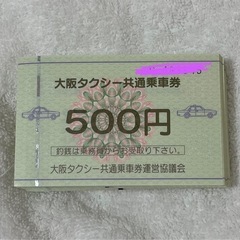 大阪タクシー共通乗車券
500円
釣銭は乗務員からお受取り下さい。
大阪タクシー共通乗車券運営協議会